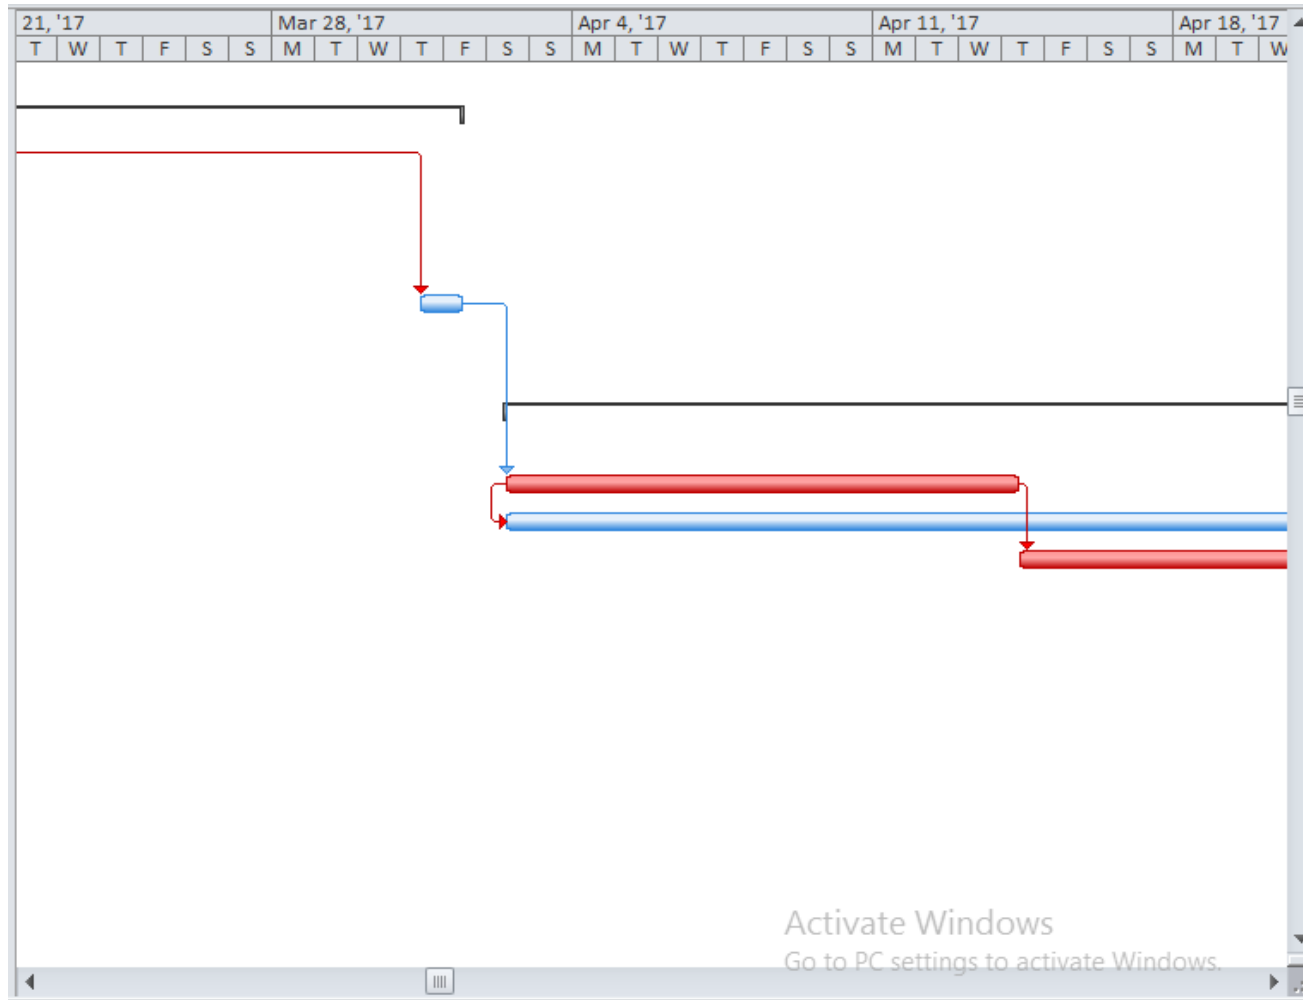 21, '17 Mar 28, '17 Apr 4, '17 Apr 11, '17 Apr 18, '17
T W T F S S M T W T F S S M T W T F S S M T W T F S S M T W
Activate Windows
Go to PC settings to activate Windows.